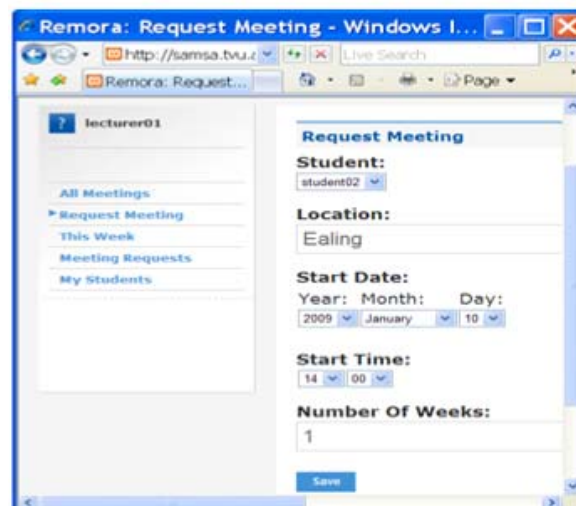 Remora: Request Meeting - Windows I...
http://samsa.tvu.a
Live Search
Remora: Request...
Page
? lecturer01
All Meetings
Request Meeting
This Week
Meeting Requests
My Students
Request Meeting
Student:
student02
Location:
Ealing
Start Date:
Year: Month: Day:
2009 January 10
Start Time:
14 00
Number Of Weeks:
1
Save